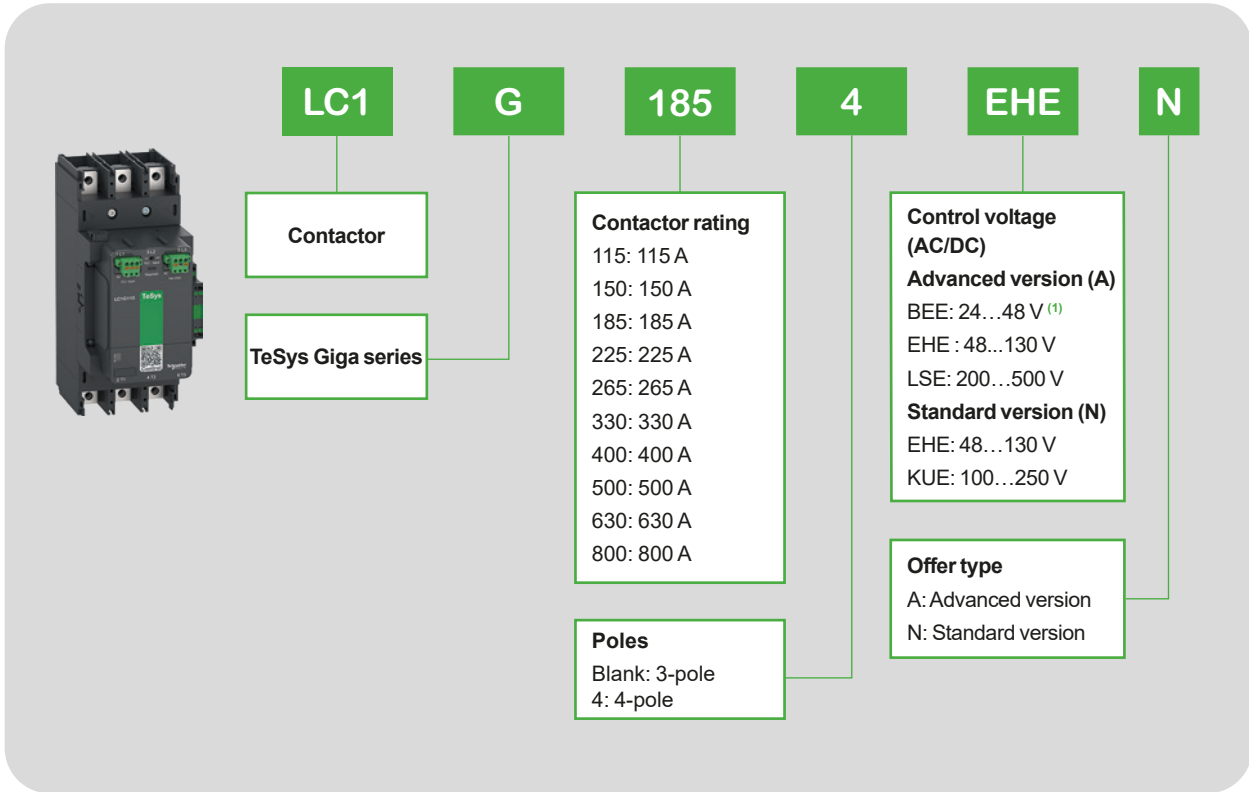 LC1 G 185 4 EHE N
Contactor
TeSys Giga series
Contactor rating
115: 115 A
150: 150 A
185: 185 A
225: 225 A
265: 265 A
330: 330 A
400: 400 A
500: 500 A
630: 630 A
800: 800 A
Poles
Blank: 3-pole
4: 4-pole
Control voltage
(AC/DC)
Advanced version (A)
BEE: 24…48 V (1)
EHE : 48...130 V
LSE: 200…500 V
Standard version (N)
EHE: 48…130 V
KUE: 100…250 V
Offer type
A: Advanced version
N: Standard version
TeSys